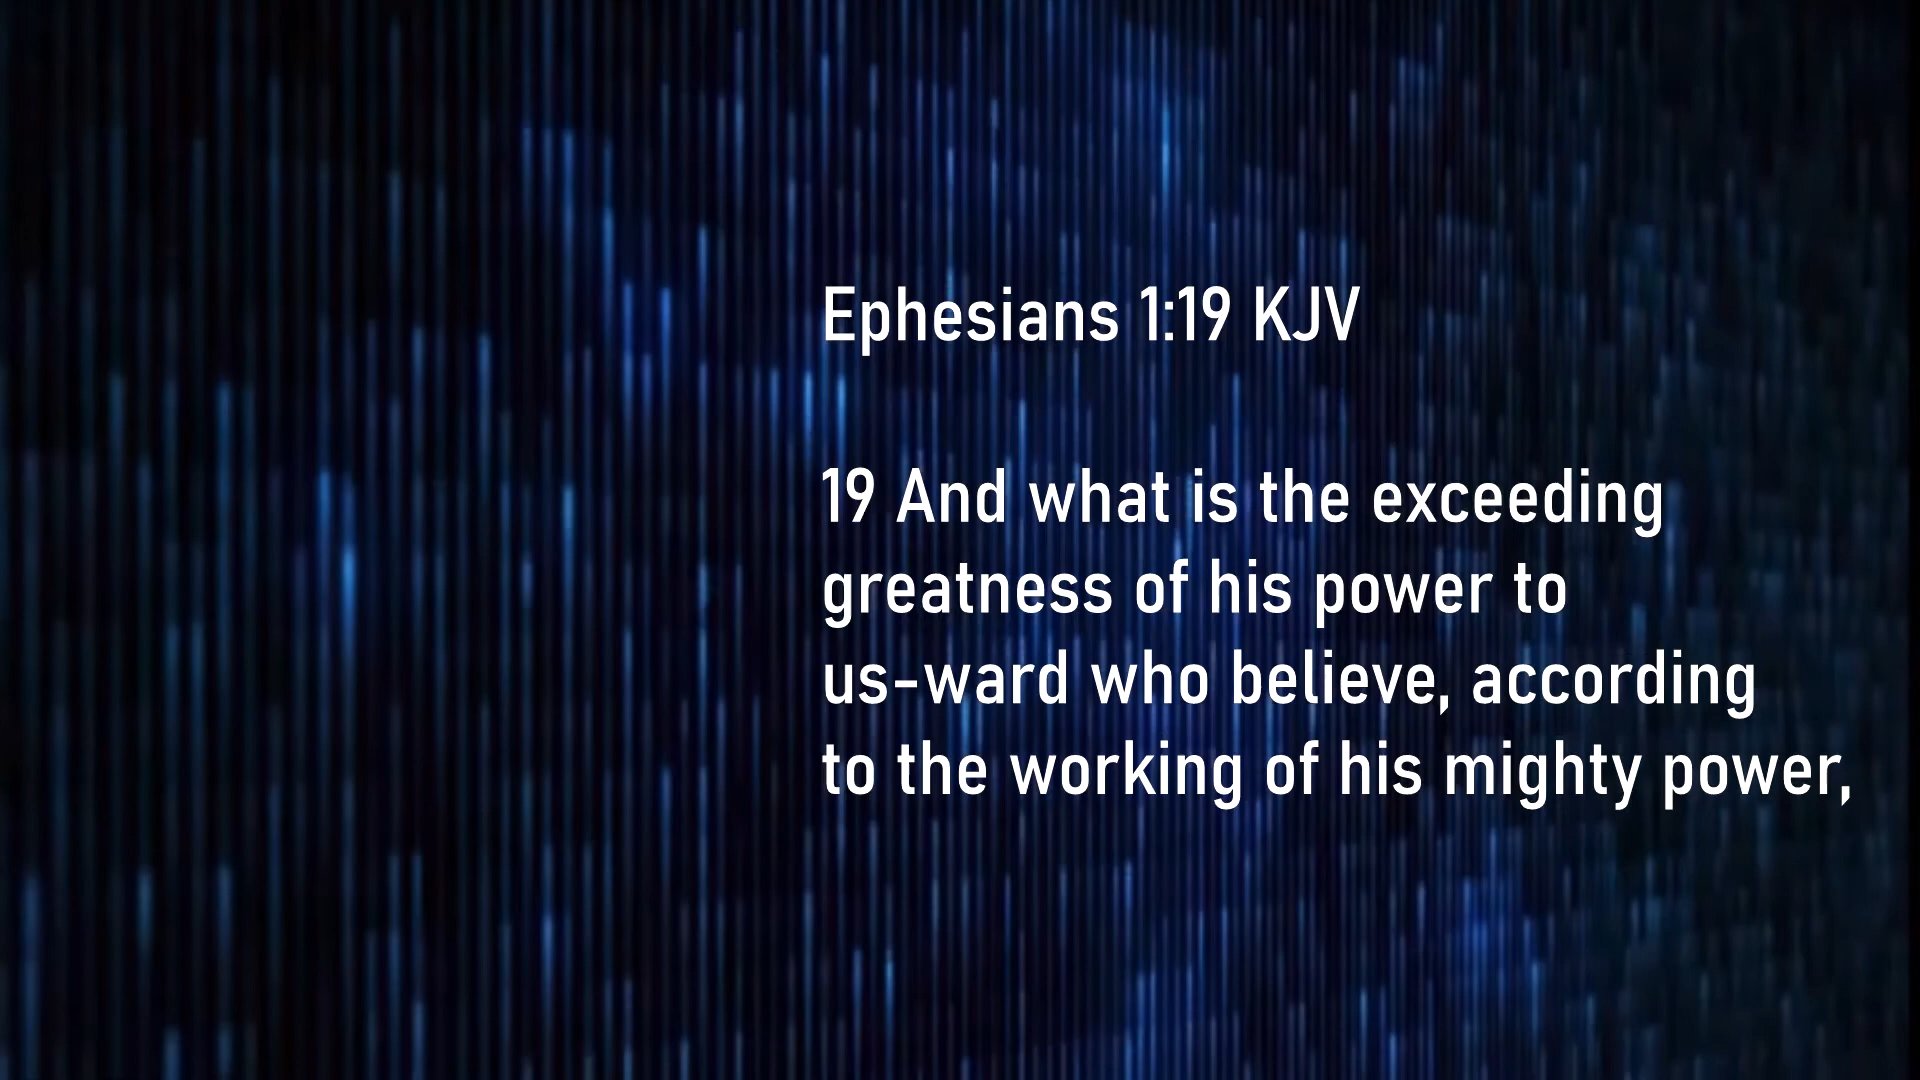 Ephesians 1:19 KJV
19 And what is the exceeding
greatness of his power to
us-ward who believe, according
to the working of his mighty power,